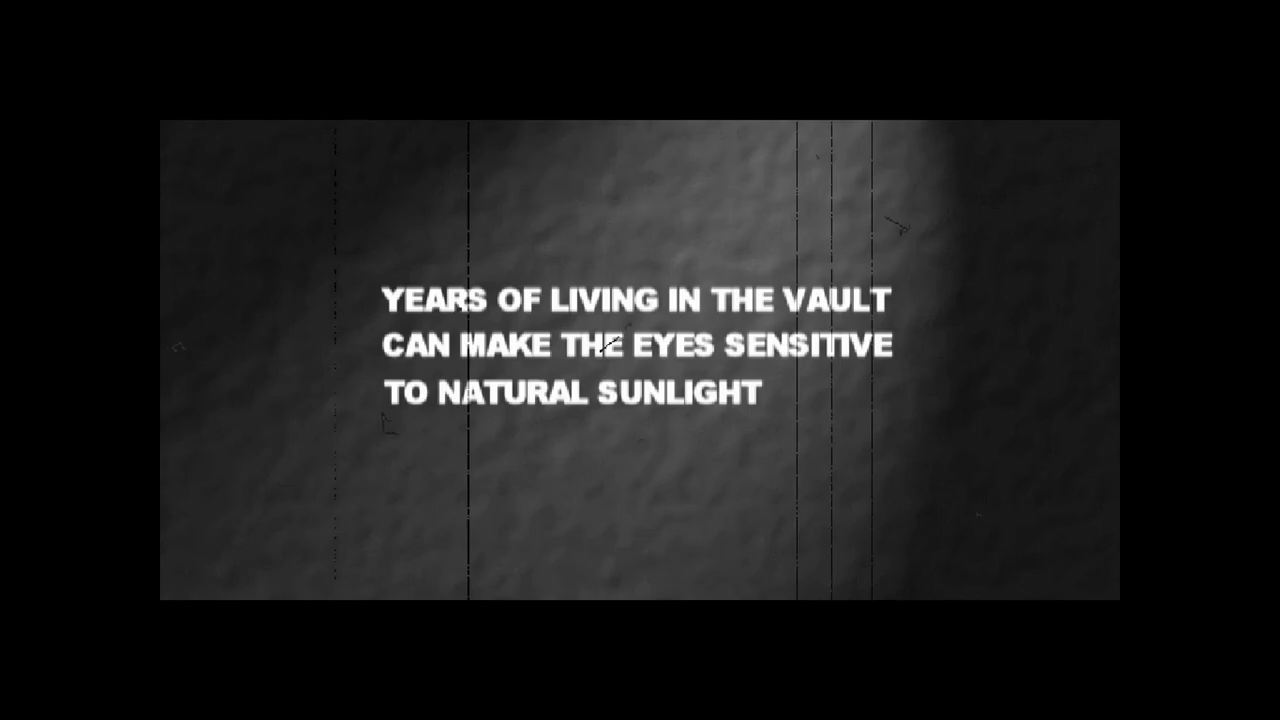 YEARS OF LIVING IN THE VAULT
CAN MAKE THE EYES SENSITIVE
TO NATURAL SUNLIGHT